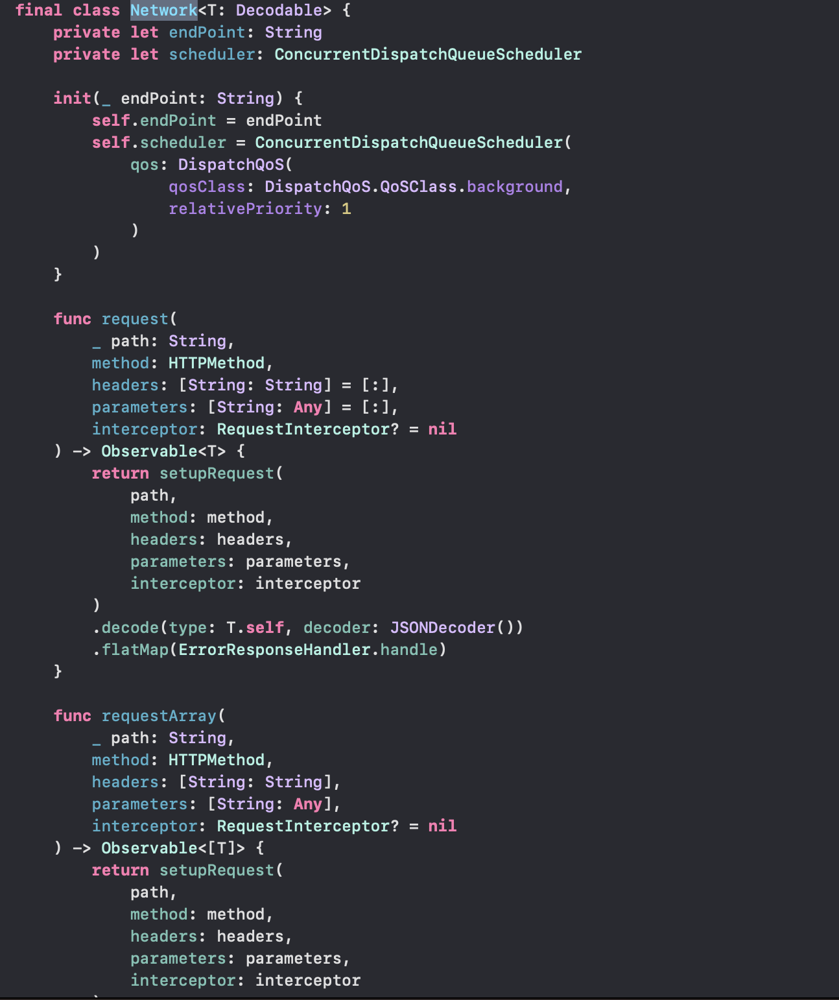 final class Network<T: Decodable> {
    private let endPoint: String
    private let scheduler: ConcurrentDispatchQueueScheduler

    init(_ endPoint: String) {
        self.endPoint = endPoint
        self.scheduler = ConcurrentDispatchQueueScheduler(
            qos: DispatchQoS(
                qosClass: DispatchQoS.QoSClass.background,
                relativePriority: 1
            )
        )
    }

    func request(
        _ path: String,
        method: HTTPMethod,
        headers: [String: String] = [:],
        parameters: [String: Any] = [:],
        interceptor: RequestInterceptor? = nil
    ) -> Observable<T> {
        return setupRequest(
            path,
            method: method,
            headers: headers,
            parameters: parameters,
            interceptor: interceptor
        )
        .decode(type: T.self, decoder: JSONDecoder())
        .flatMap(ErrorResponseHandler.handle)
    }

    func requestArray(
        _ path: String,
        method: HTTPMethod,
        headers: [String: String],
        parameters: [String: Any],
        interceptor: RequestInterceptor? = nil
    ) -> Observable<[T]> {
        return setupRequest(
            path,
            method: method,
            headers: headers,
            parameters: parameters,
            interceptor: interceptor